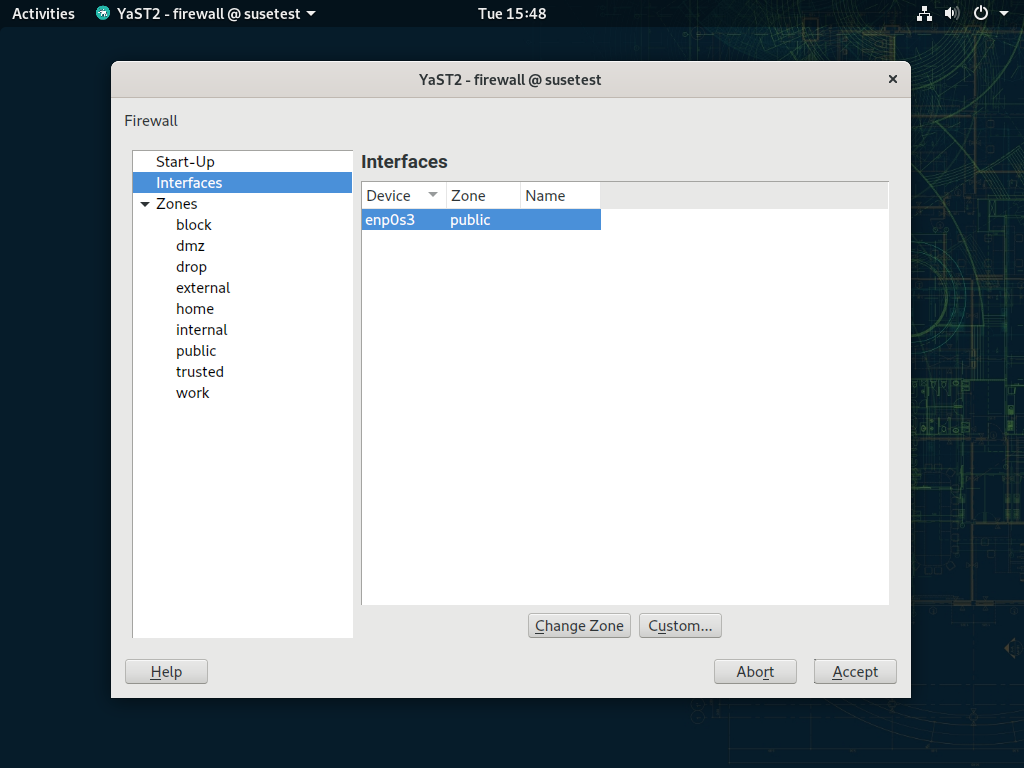 Activities YaST2 - firewall @ susetest Tue 15:48
YaST2 - firewall @ susetest
Firewall
Start-Up
Interfaces
Zones
block
dmz
drop
external
home
internal
public
trusted
work
Interfaces
Device Zone Name
enp0s3 public
Change Zone Custom...
Help Abort Accept